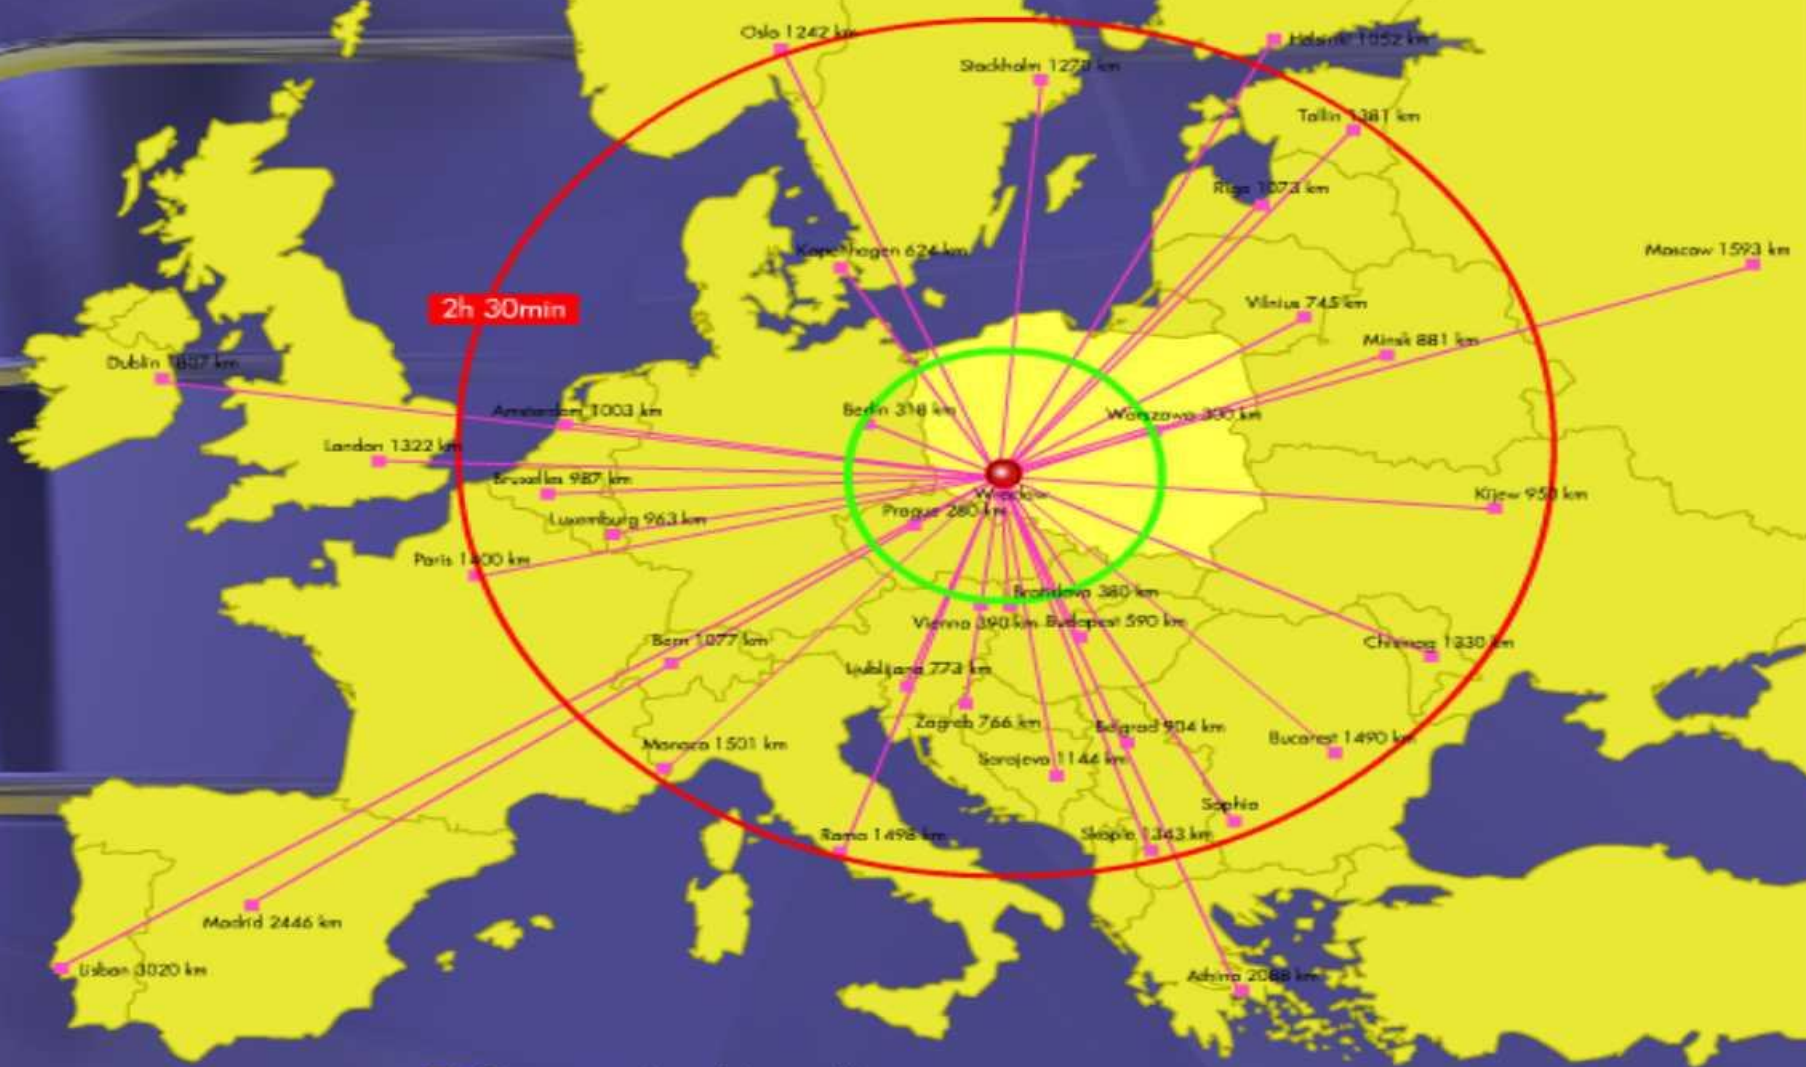 Oslo 1242 km
Helsinki 1052 km
Stockholm 1270 km
Tallin 1381 km
Riga 1073 km
Kopenhagen 624 km
Moscow 1593 km
Vilnius 745 km
2h 30min
Minsk 881 km
Dublin 1807 km
Amsterdam 1003 km
Berlin 318 km
Warszawa 300 km
London 1322 km
Bruxelles 987 km
Wrocław
Kijew 950 km
Prague 280 km
Luxemburg 963 km
Paris 1400 km
Bratislava 380 km
Vienna 390 km
Budapest 590 km
Bern 1077 km
Chisinag 1330 km
Ljubljana 773 km
Zagreb 766 km
Belgrad 904 km
Bucarest 1490 km
Monaco 1501 km
Sarajevo 1144 km
Sophia
Roma 1498 km
Skopie 1343 km
Madrid 2446 km
Lisbon 3020 km
Athina 2088 km